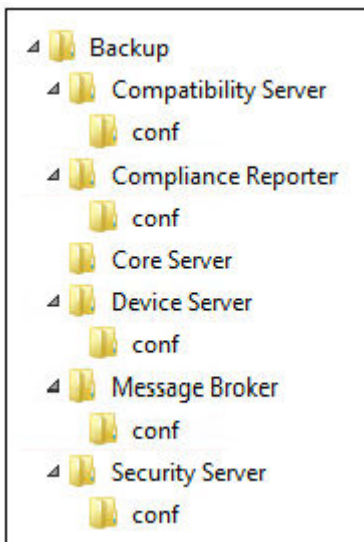 Backup
Compatibility Server
conf
Compliance Reporter
conf
Core Server
Device Server
conf
Message Broker
conf
Security Server
conf